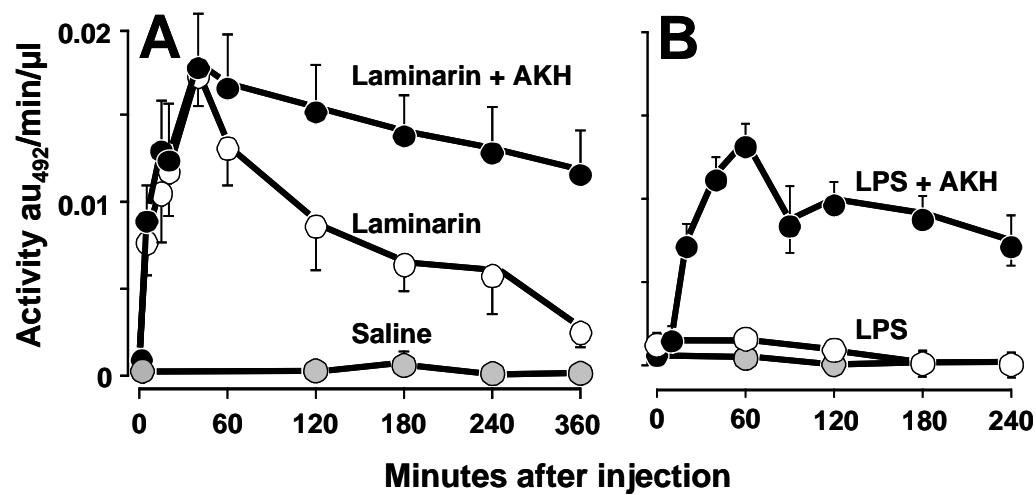 A
B
0.02
0.01
0
Activity au492/min/µl
Laminarin + AKH
Laminarin
Saline
LPS + AKH
LPS
0 60 120 180 240 360
0 60 120 180 240
Minutes after injection